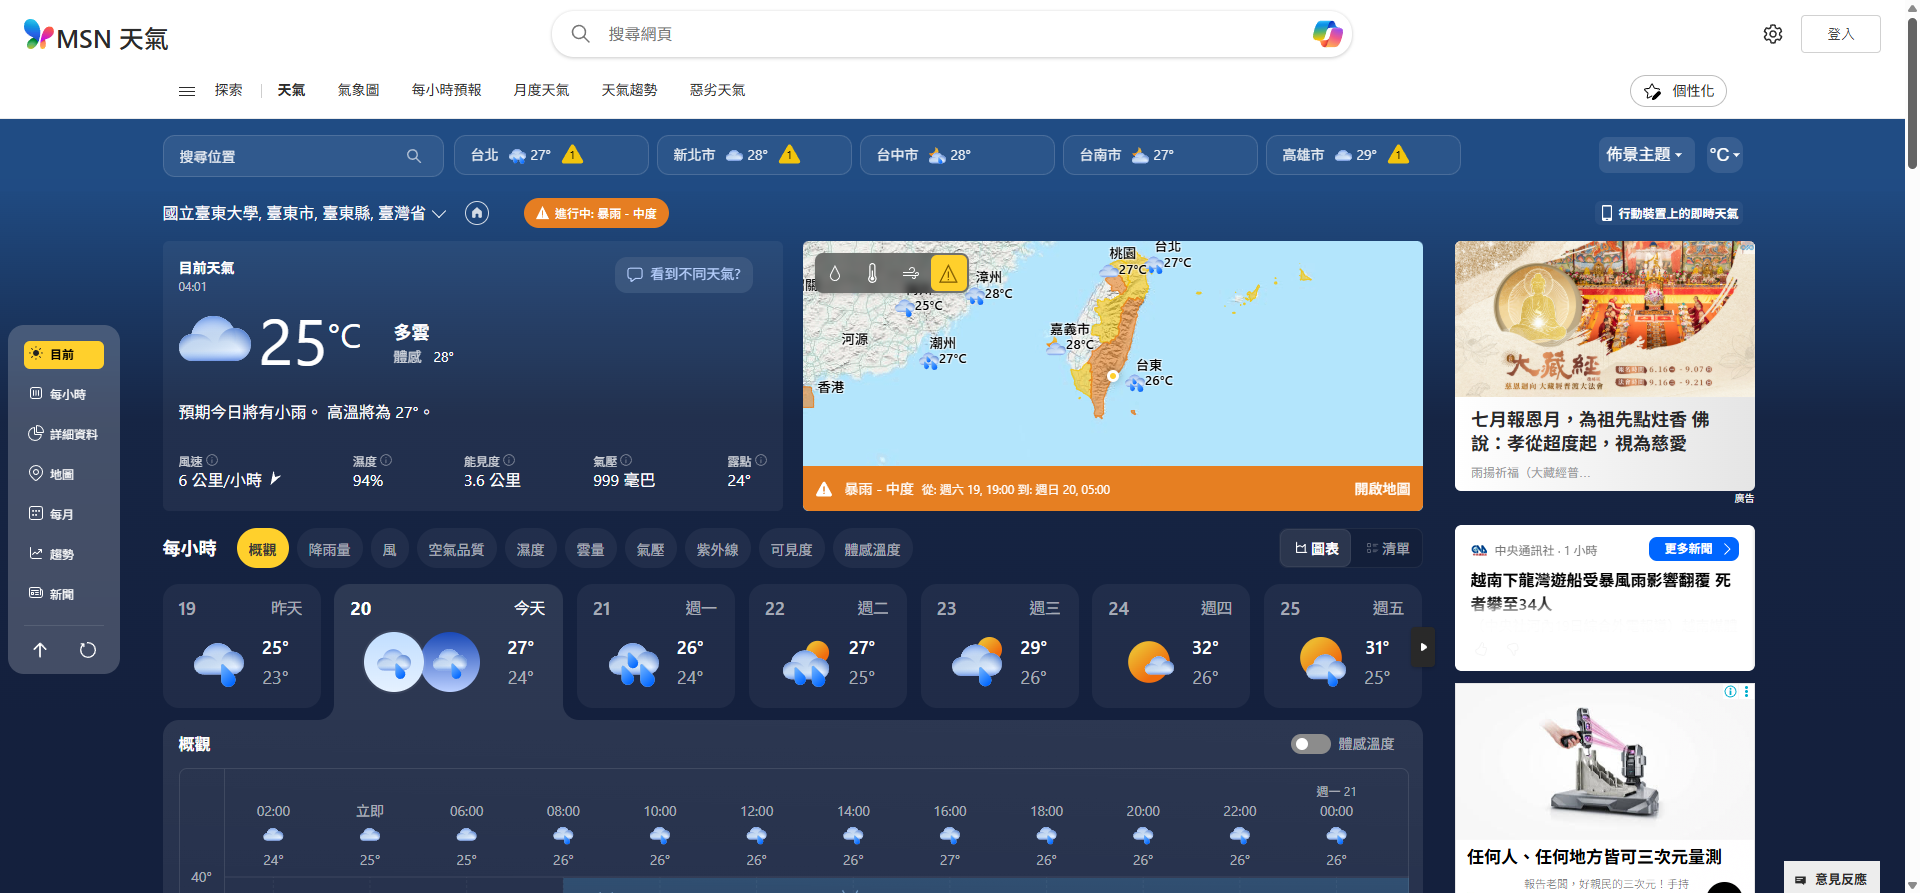 MSN 天氣
搜尋網頁
登入
探索
天氣
氣象圖
每小時預報
月度天氣
天氣趨勢
惡劣天氣
個性化
搜尋位置
台北 27° 1
新北市 28° 1
台中市 28°
台南市 27°
高雄市 29° 1
佈景主題
°C
國立臺東大學, 臺東市, 臺東縣, 臺灣省
進行中: 暴雨 - 中度
行動裝置上的即時天氣
目前
每小時
詳細資料
地圖
每月
趨勢
新聞
目前天氣
04:01
看到不同天氣?
25°C
多雲
體感 28°
預期今日將有小雨。 高溫將為 27°。
風速
6 公里/小時
濕度
94%
能見度
3.6 公里
氣壓
999 毫巴
露點
24°
桃園
27°C
台北
27°C
漳州
28°C
25°C
河源
潮州
27°C
香港
嘉義市
28°C
台東
26°C
暴雨 - 中度 從: 週六 19, 19:00 到: 週日 20, 05:00
開啟地圖
大藏經
七月報恩月，為祖先點炷香 佛
說：孝從超度起，視為慈愛
雨揚祈福（大藏經普...
廣告
每小時
概觀
降雨量
風
空氣品質
濕度
雲量
氣壓
紫外線
可見度
體感溫度
圖表
清單
19 昨天
25°
23°
20 今天
27°
24°
21 週一
26°
24°
22 週二
27°
25°
23 週三
29°
26°
24 週四
32°
26°
25 週五
31°
25°
中央通訊社 · 1 小時
更多新聞
越南下龍灣遊船受暴風雨影響翻覆 死
者攀至34人
概觀
體感溫度
週一 21
02:00 立即 06:00 08:00 10:00 12:00 14:00 16:00 18:00 20:00 22:00 00:00
24° 25° 25° 26° 26° 26° 26° 27° 26° 26° 26° 26°
40°
任何人、任何地方皆可三次元量測
報告老闆，好親民的三次元！手持
意見反應